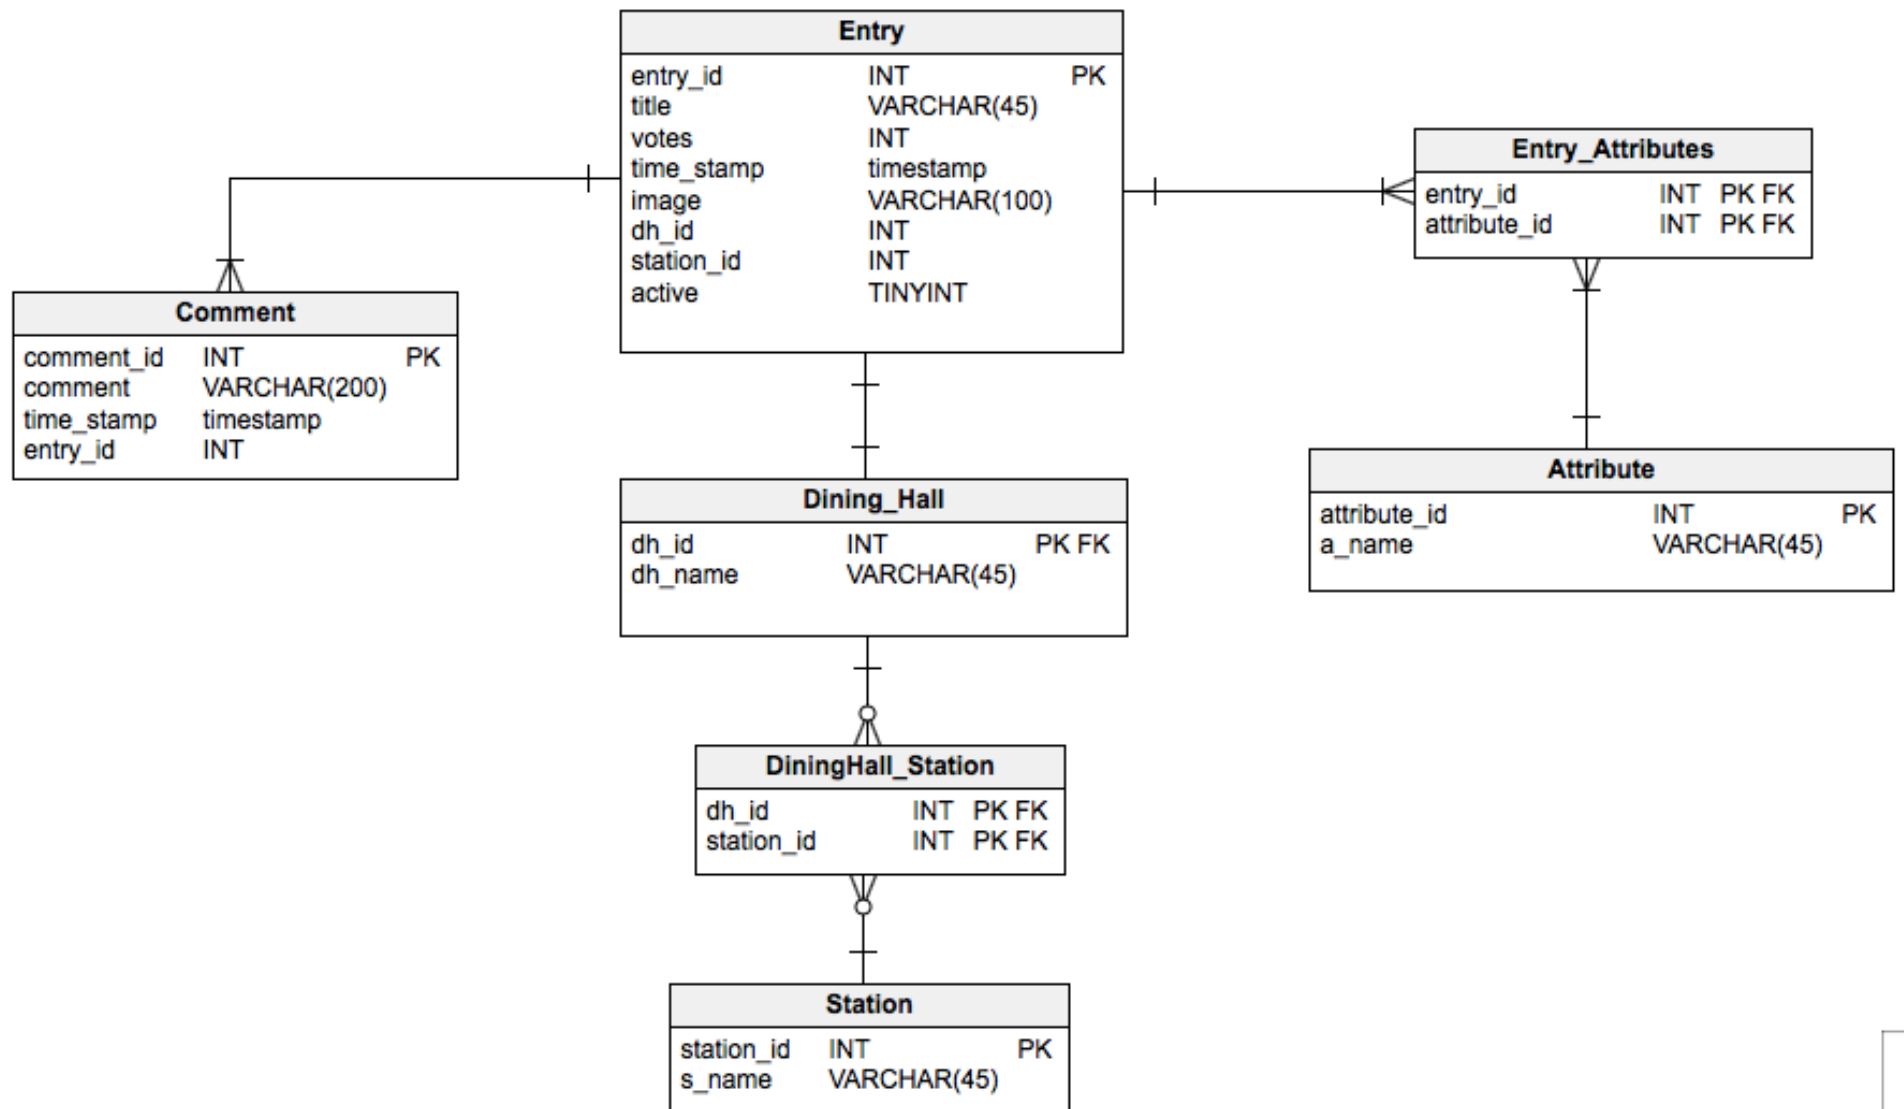 Entry
entry_id INT PK
title VARCHAR(45)
votes INT
time_stamp timestamp
image VARCHAR(100)
dh_id INT
station_id INT
active TINYINT
Entry_Attributes
entry_id INT PK FK
attribute_id INT PK FK
Comment
comment_id INT PK
comment VARCHAR(200)
time_stamp timestamp
entry_id INT
Attribute
attribute_id INT PK
a_name VARCHAR(45)
Dining_Hall
dh_id INT PK FK
dh_name VARCHAR(45)
DiningHall_Station
dh_id INT PK FK
station_id INT PK FK
Station
station_id INT PK
s_name VARCHAR(45)